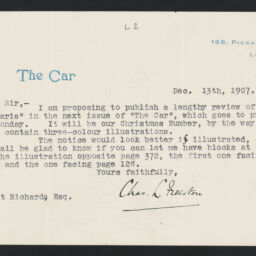 L 2
160, PICCA
The Car
Dec. 13th, 1907.
Sir,-
I am proposing to publish a lengthy review of
aris" in the next issue of "The Car", which goes to pr
onday. It will be our Christmas Number, by the way
contain three-colour illustrations.
The notice would look better if illustrated,
all be glad to know if you can let me have blocks at
he illustration opposite page 372, the first one faci
and the one facing page 128.
Yours faithfully,
Chas. L. Freeston
t Richards, Esq.